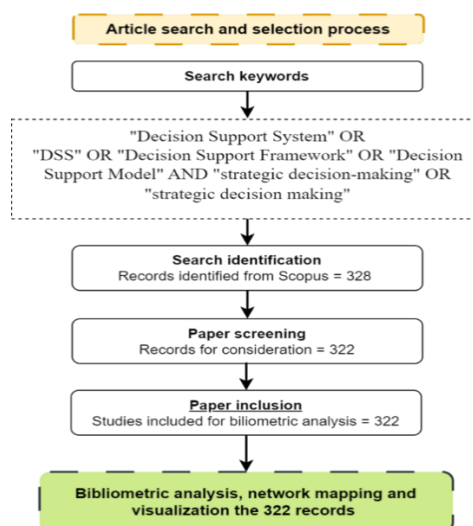 Article search and selection process
Search keywords
"Decision Support System" OR
"DSS" OR "Decision Support Framework" OR "Decision
Support Model" AND "strategic decision-making" OR
"strategic decision making"
Search identification
Records identified from Scopus = 328
Paper screening
Records for consideration = 322
Paper inclusion
Studies included for biliometric analysis = 322
Bibliometric analysis, network mapping and
visualization the 322 records